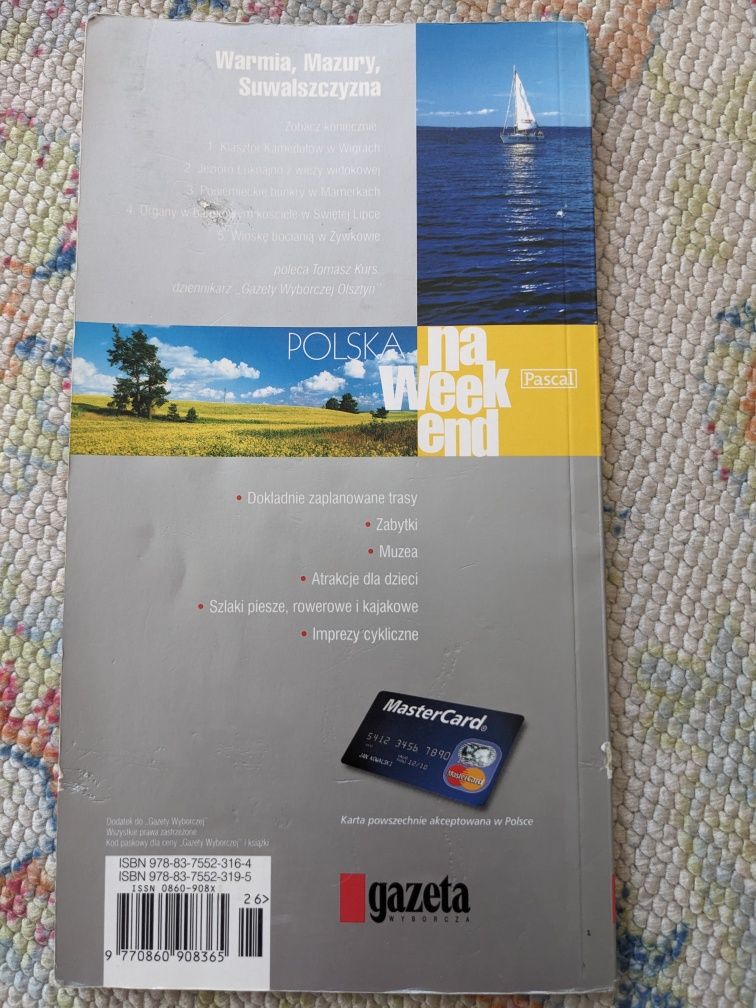 Warmia, Mazury,
Suwalszczyzna
Zobacz koniecznie:
1. Klasztor Kamedułów w Wigrach
2. Jezioro Łuknajno z wieży widokowej
3. Poniemieckie bunkry w Mamerkach
4. Organy w barokowym kościele w Świętej Lipce
5. Wioskę bocianią w Żywkowie
poleca Tomasz Kurs,
dziennikarz „Gazety Wyborczej Olsztyn”
POLSKA
na
Week
end
Pascal
• Dokładnie zaplanowane trasy
• Zabytki
• Muzea
• Atrakcje dla dzieci
• Szlaki piesze, rowerowe i kajakowe
• Imprezy cykliczne
MasterCard®
5412 3456 7890
12/10
JAN KOWALSKI
MasterCard
Karta powszechnie akceptowana w Polsce
Dodatek do „Gazety Wyborczej”
Wszystkie prawa zastrzeżone
Kod paskowy dla ceny „Gazety Wyborczej” i książki
ISBN 978-83-7552-316-4
ISBN 978-83-7552-319-5
ISSN 0860-908X
26>
9 770860 908365
gazeta
WYBORCZA
1